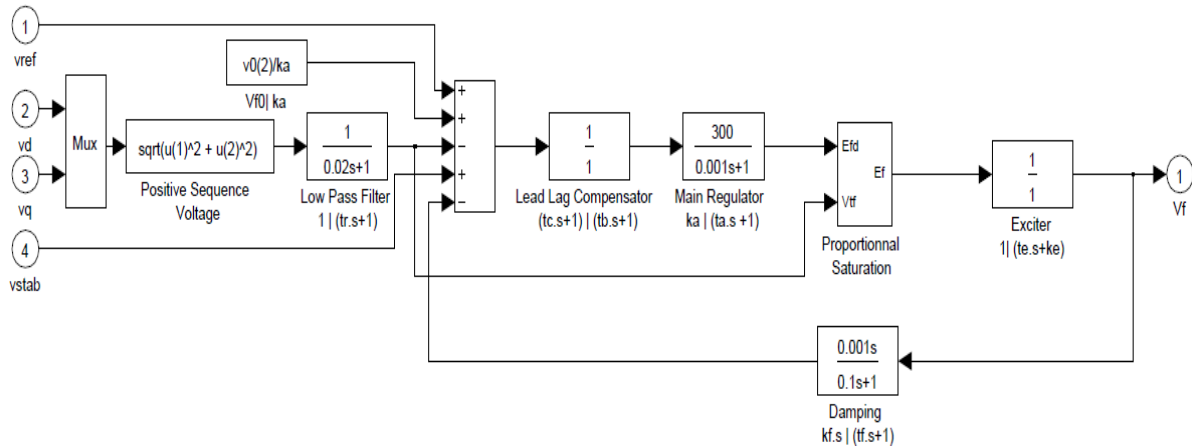 1
vref
v0(2)/ka
Vf0| ka
2
vd
3
vq
4
vstab
Mux
sqrt(u(1)^2 + u(2)^2)
Positive Sequence
Voltage
1
0.02s+1
Low Pass Filter
1 | (tr.s+1)
+
+
−
+
−
1
1
Lead Lag Compensator
(tc.s+1) | (tb.s+1)
300
0.001s+1
Main Regulator
ka | (ta.s +1)
Efd
Ef
Vtf
Proportionnal
Saturation
1
1
Exciter
1| (te.s+ke)
1
Vf
0.001s
0.1s+1
Damping
kf.s | (tf.s+1)